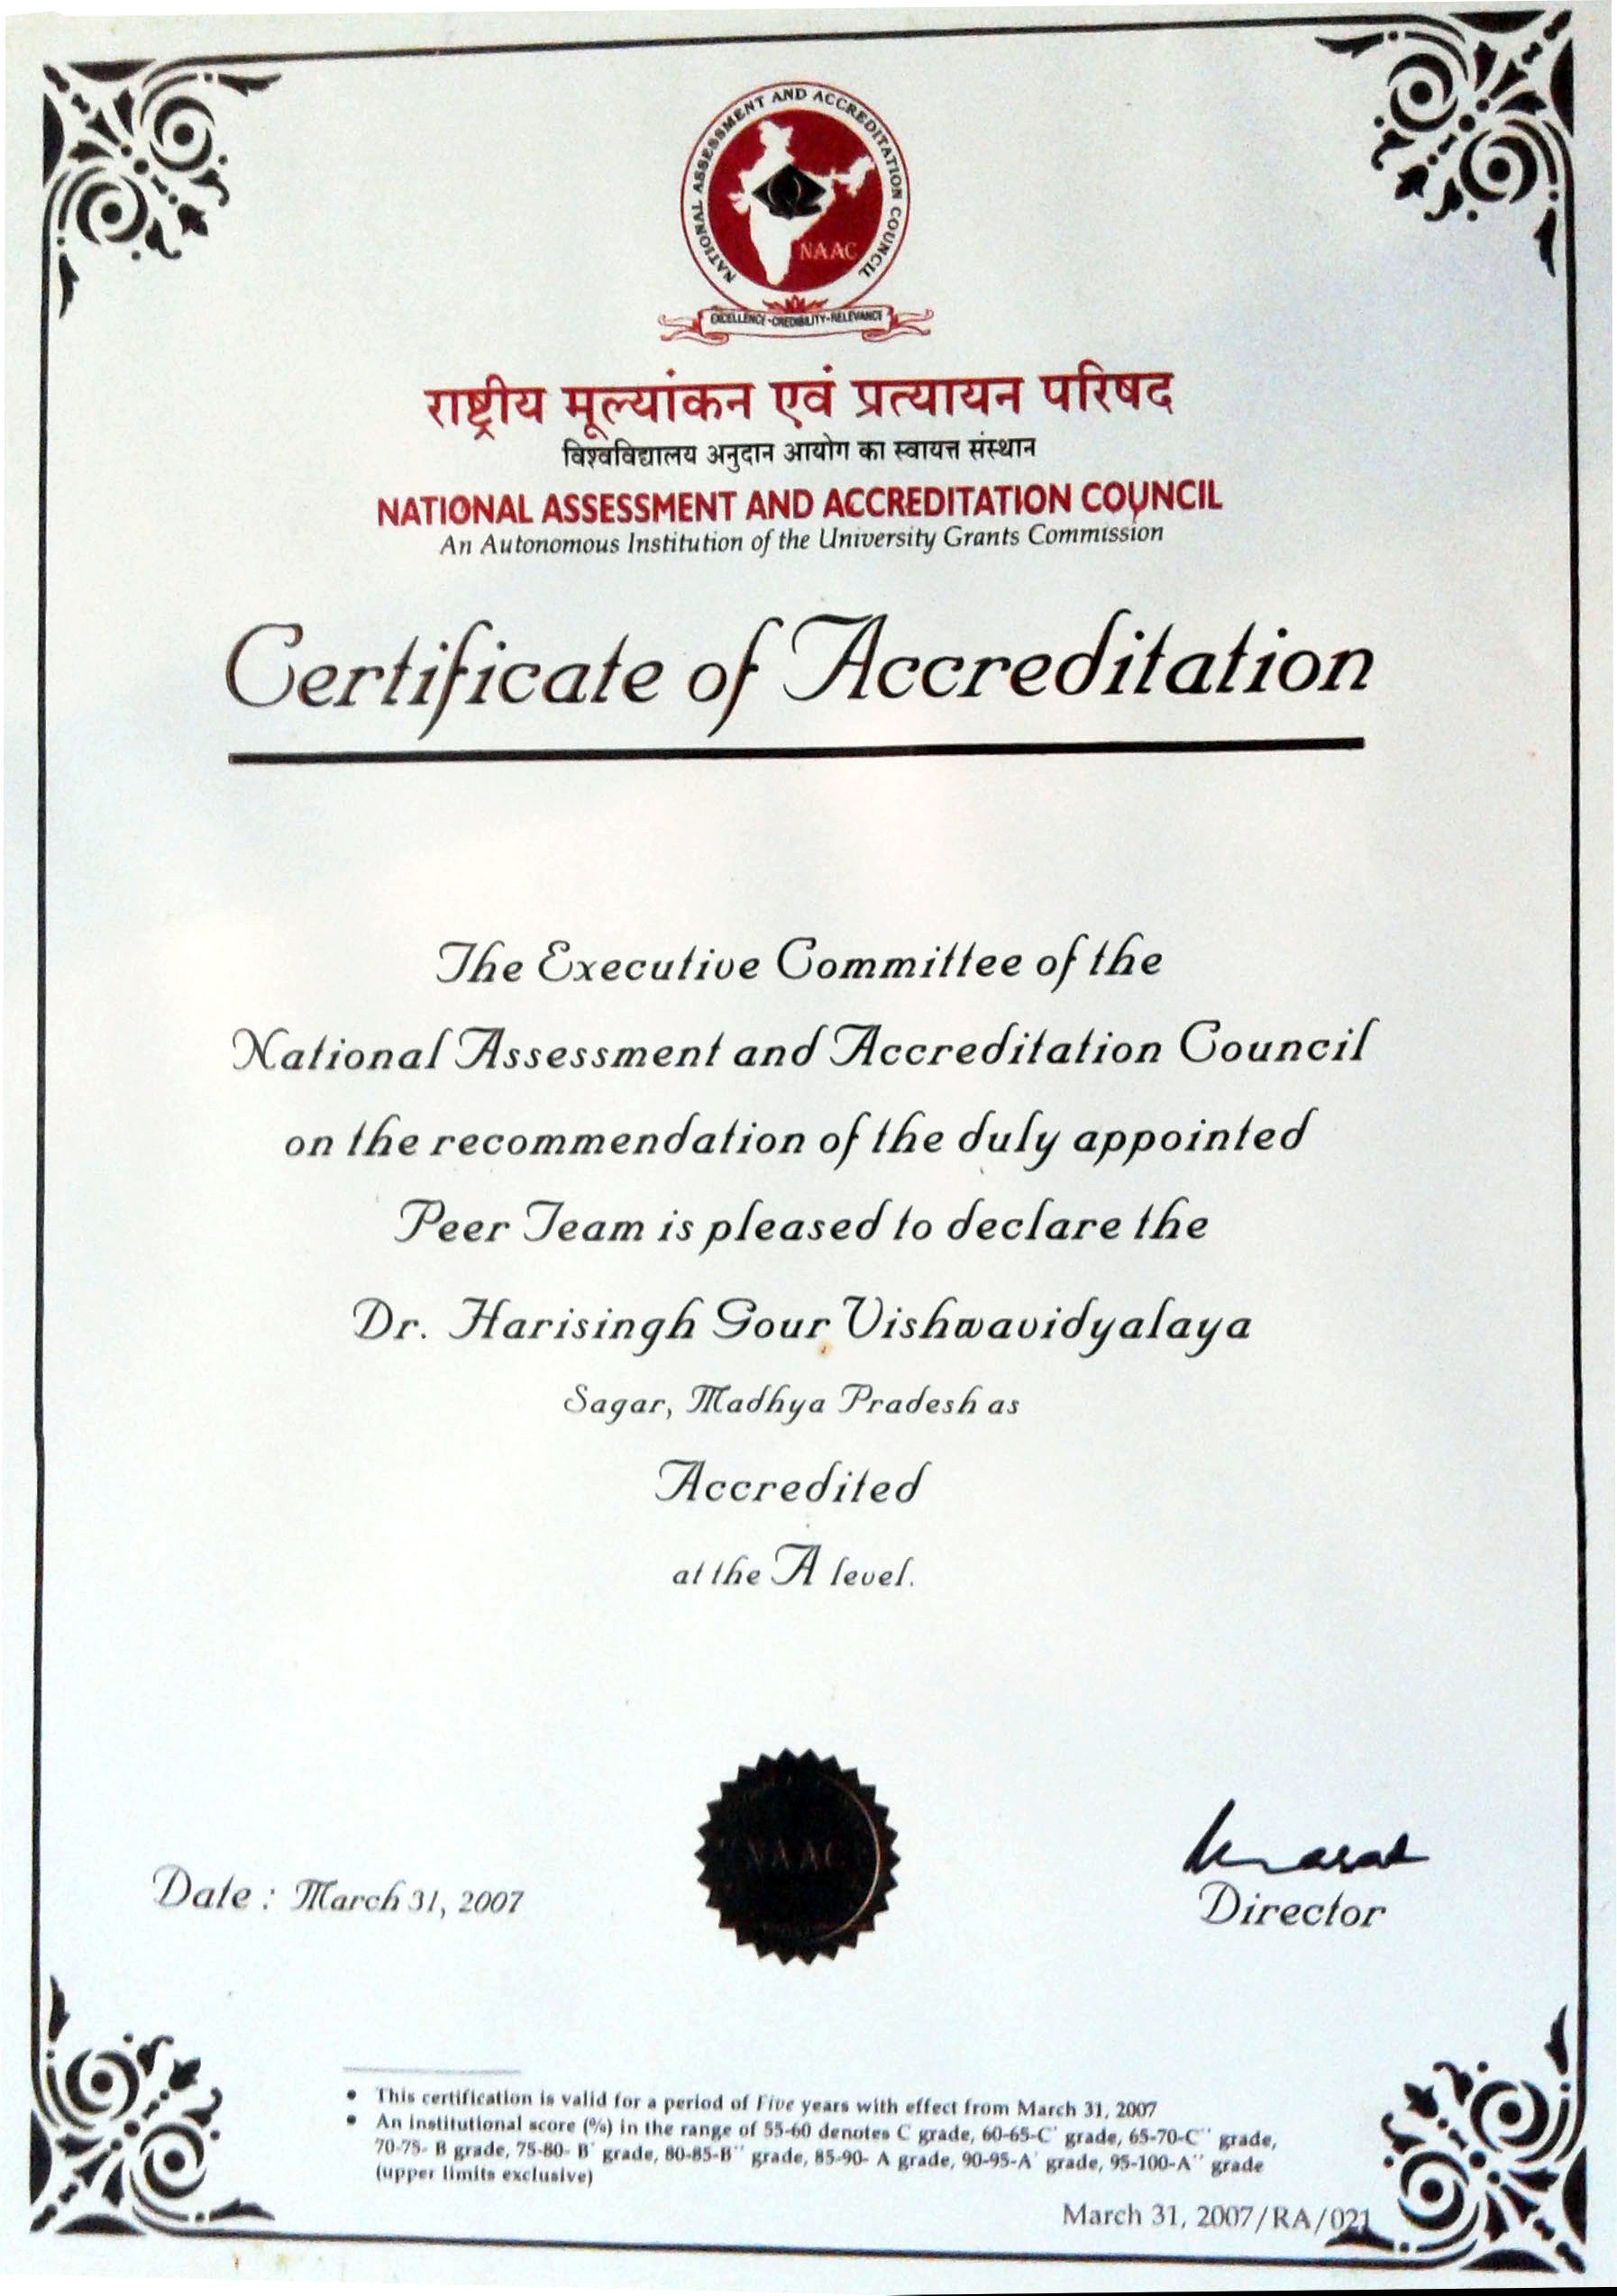 NATIONAL ASSESSMENT AND ACCREDITATION COUNCIL
NAAC
EXCELLENCE-CREDIBILITY-RELEVANCE
राष्ट्रीय मूल्यांकन एवं प्रत्यायन परिषद
विश्वविद्यालय अनुदान आयोग का स्वायत्त संस्थान
NATIONAL ASSESSMENT AND ACCREDITATION COUNCIL
An Autonomous Institution of the University Grants Commission
Certificate of Accreditation
The Executive Committee of the
National Assessment and Accreditation Council
on the recommendation of the duly appointed
Peer Team is pleased to declare the
Dr. Harisingh Gour Vishwavidyalaya
Sagar, Madhya Pradesh as
Accredited
at the A level.
NAAC
Date : March 31, 2007
Director
• This certification is valid for a period of Five years with effect from March 31, 2007
• An institutional score (%) in the range of 55-60 denotes C grade, 60-65-C+ grade, 65-70-C++ grade,
70-75- B grade, 75-80- B+ grade, 80-85-B++ grade, 85-90- A grade, 90-95-A+ grade, 95-100-A++ grade
(upper limits exclusive)
March 31, 2007/RA/021